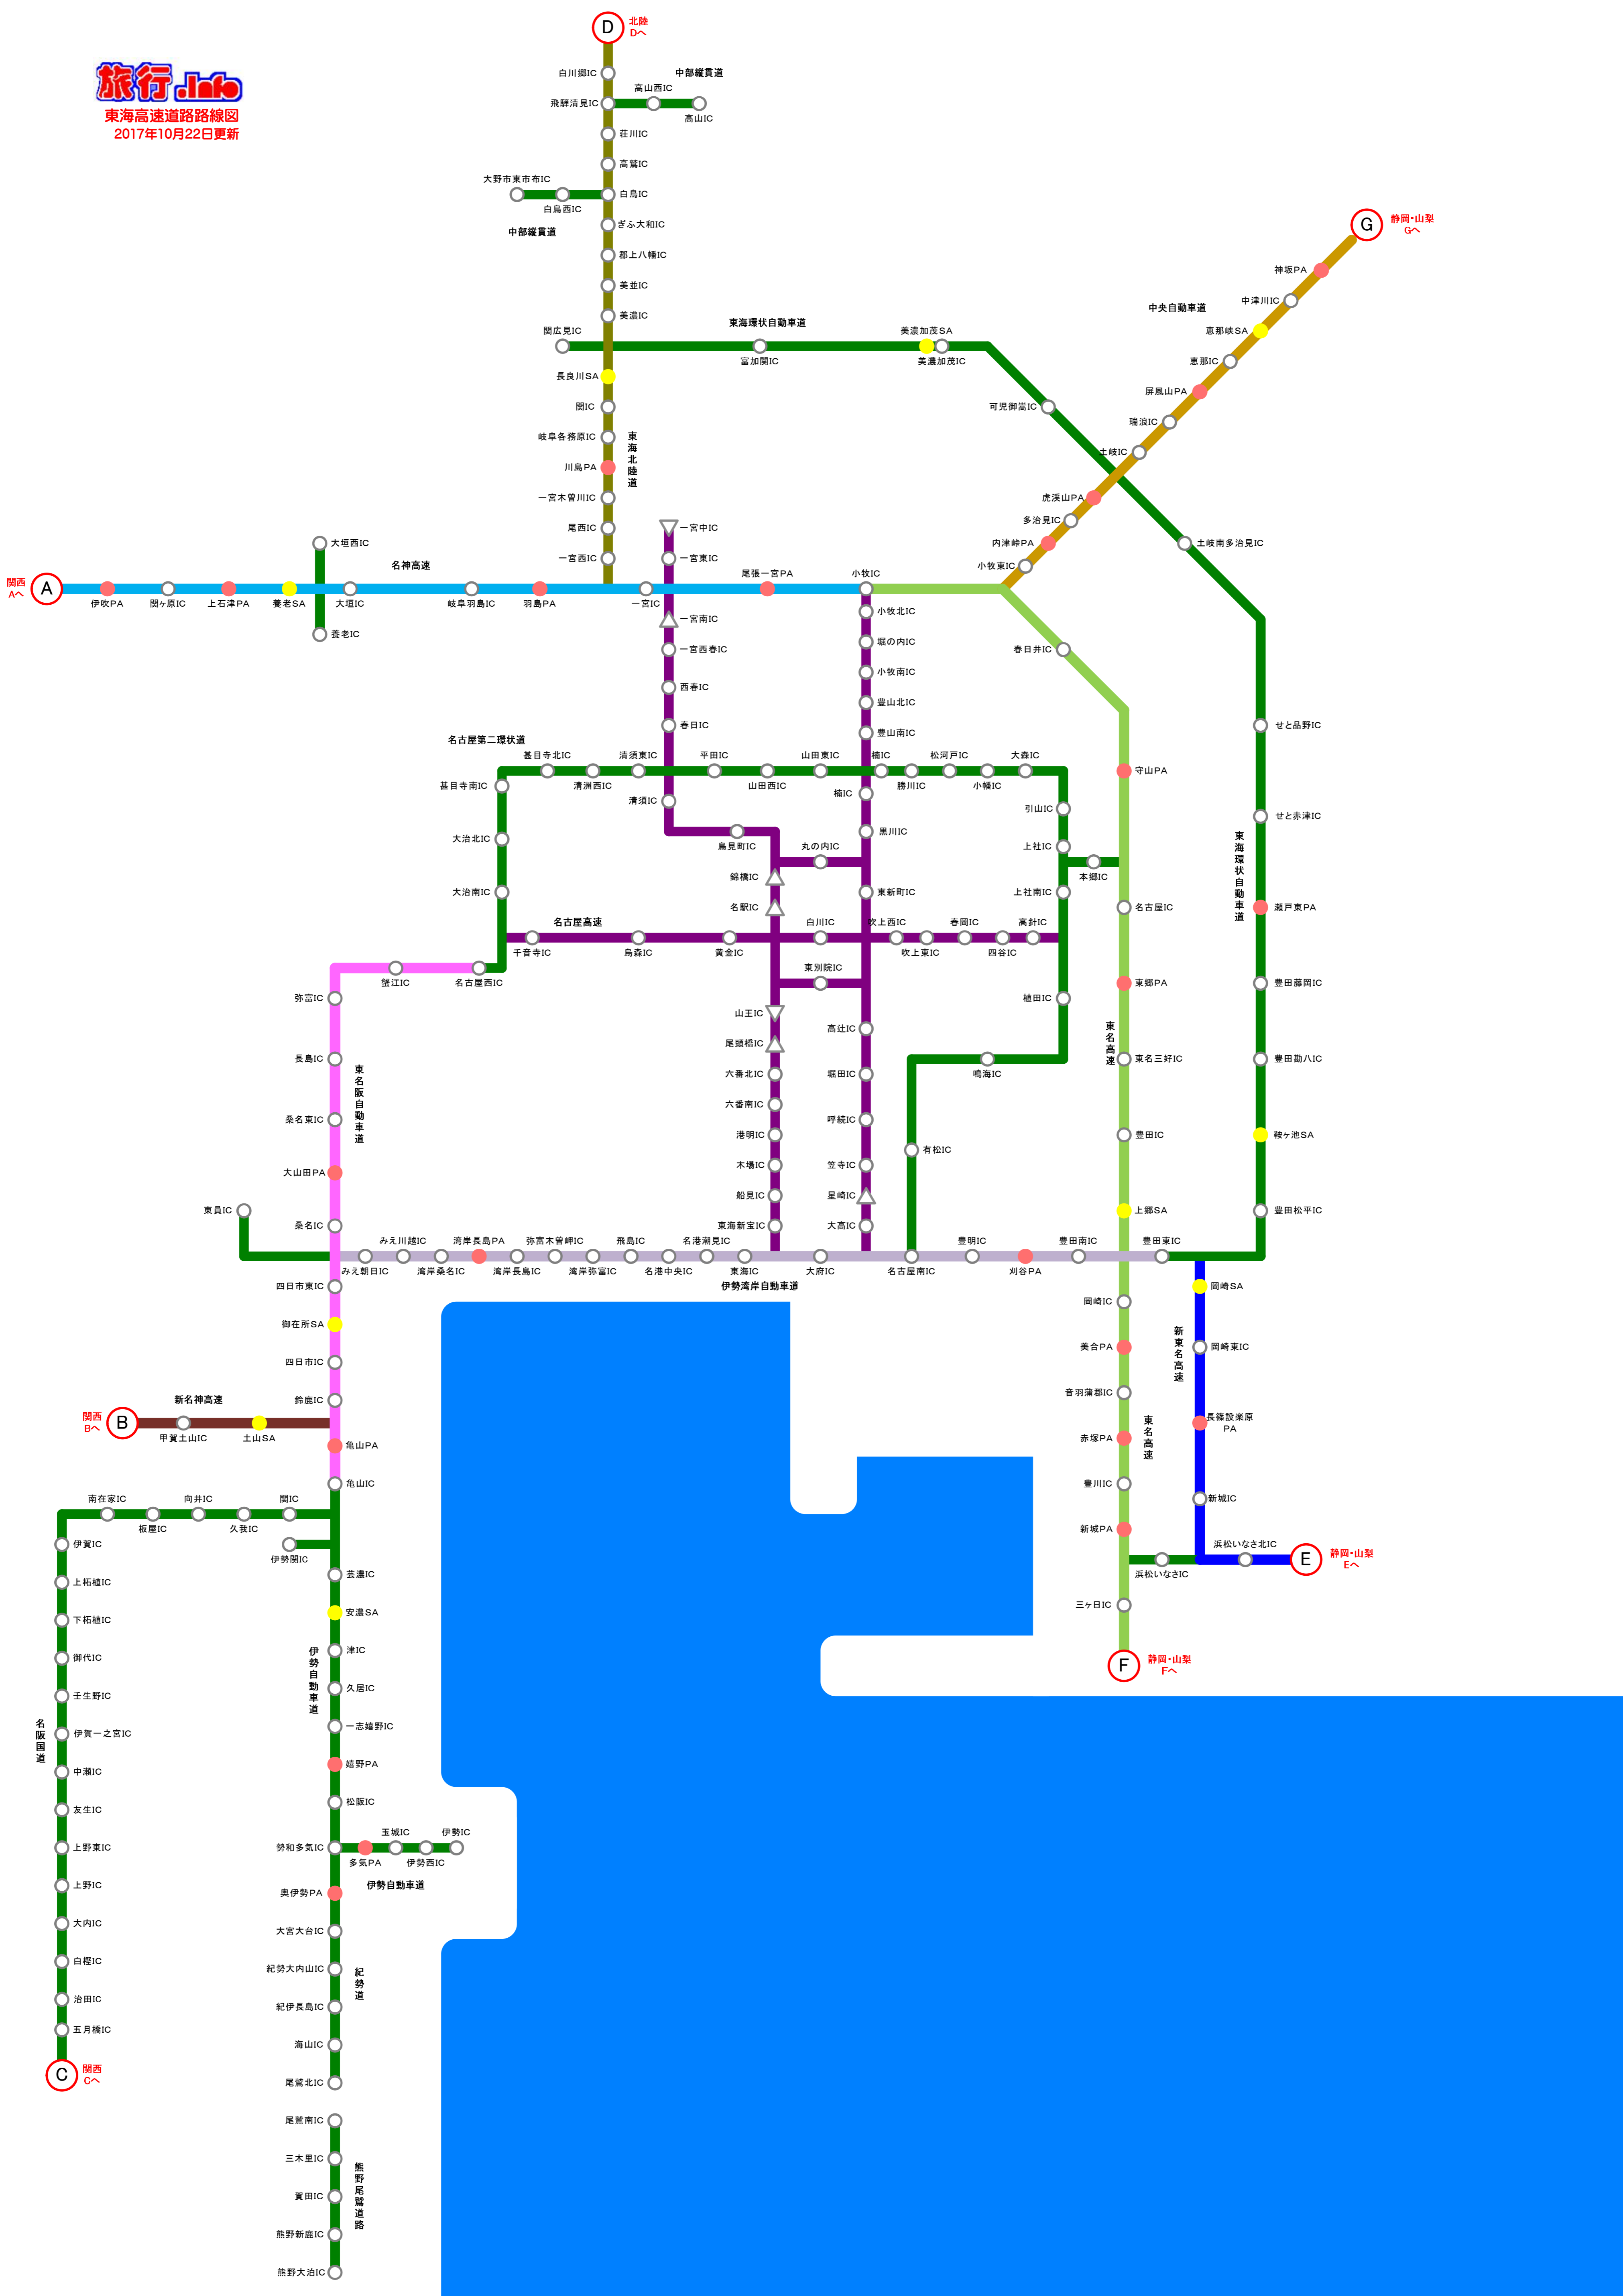 D
北陸
Dへ
旅行.Info
東海高速道路路線図
2017年10月22日更新
白川郷IC
中部縦貫道
高山西IC
飛騨清見IC
高山IC
荘川IC
高鷲IC
大野市東市布IC
白鳥IC
白鳥西IC
ぎふ大和IC
中部縦貫道
郡上八幡IC
美並IC
美濃IC
G
静岡・山梨
Gへ
神坂PA
中津川IC
中央自動車道
恵那峡SA
恵那IC
屏風山PA
瑞浪IC
土岐IC
虎渓山PA
多治見IC
内津峠PA
小牧東IC
関広見IC
東海環状自動車道
富加関IC
美濃加茂SA
美濃加茂IC
可児御嵩IC
土岐南多治見IC
長良川SA
関IC
岐阜各務原IC
東海北陸道
川島PA
一宮木曽川IC
尾西IC
一宮西IC
一宮中IC
一宮東IC
大垣西IC
名神高速
関西
Aへ
A
伊吹PA
関ヶ原IC
上石津PA
養老SA
大垣IC
岐阜羽島IC
羽島PA
一宮IC
尾張一宮PA
小牧IC
養老IC
一宮南IC
一宮西春IC
西春IC
春日IC
小牧北IC
堀の内IC
小牧南IC
豊山北IC
豊山南IC
春日井IC
せと品野IC
名古屋第二環状道
甚目寺北IC
清須東IC
平田IC
山田東IC
楠IC
松河戸IC
大森IC
守山PA
甚目寺南IC
清洲西IC
山田西IC
勝川IC
小幡IC
清須IC
楠IC
引山IC
せと赤津IC
大治北IC
鳥見町IC
丸の内IC
黒川IC
上社IC
本郷IC
東海環状自動車道
錦橋IC
大治南IC
名駅IC
東新町IC
上社南IC
名古屋IC
瀬戸東PA
名古屋高速
白川IC
吹上西IC
春岡IC
高針IC
千音寺IC
烏森IC
黄金IC
吹上東IC
四谷IC
蟹江IC
名古屋西IC
東別院IC
東郷PA
豊田藤岡IC
弥富IC
山王IC
高辻IC
植田IC
尾頭橋IC
東名高速
長島IC
東名阪自動車道
六番北IC
堀田IC
鳴海IC
東名三好IC
豊田勘八IC
六番南IC
桑名東IC
港明IC
呼続IC
有松IC
豊田IC
鞍ヶ池SA
大山田PA
木場IC
笠寺IC
東員IC
桑名IC
船見IC
星崎IC
上郷SA
豊田松平IC
東海新宝IC
大高IC
みえ川越IC
湾岸長島PA
弥富木曽岬IC
飛島IC
名港潮見IC
豊明IC
豊田南IC
豊田東IC
みえ朝日IC
湾岸桑名IC
湾岸長島IC
湾岸弥富IC
名港中央IC
東海IC
大府IC
名古屋南IC
刈谷PA
伊勢湾岸自動車道
四日市東IC
御在所SA
四日市IC
鈴鹿IC
岡崎IC
岡崎SA
美合PA
新東名高速
岡崎東IC
音羽蒲郡IC
赤塚PA
東名高速
長篠設楽原
PA
豊川IC
新城IC
新城PA
浜松いなさ北IC
浜松いなさIC
E
静岡・山梨
Eへ
三ヶ日IC
F
静岡・山梨
Fへ
新名神高速
関西
Bへ
B
甲賀土山IC
土山SA
亀山PA
亀山IC
南在家IC
向井IC
関IC
板屋IC
久我IC
伊勢関IC
伊賀IC
上柘植IC
下柘植IC
御代IC
壬生野IC
名阪国道
伊賀一之宮IC
中瀬IC
友生IC
上野東IC
上野IC
大内IC
白樫IC
治田IC
五月橋IC
C
関西
Cへ
芸濃IC
安濃SA
津IC
伊勢自動車道
久居IC
一志嬉野IC
嬉野PA
松阪IC
勢和多気IC
玉城IC
伊勢IC
多気PA
伊勢西IC
伊勢自動車道
奥伊勢PA
大宮大台IC
紀勢大内山IC
紀勢道
紀伊長島IC
海山IC
尾鷲北IC
尾鷲南IC
三木里IC
賀田IC
熊野尾鷲道路
熊野新鹿IC
熊野大泊IC